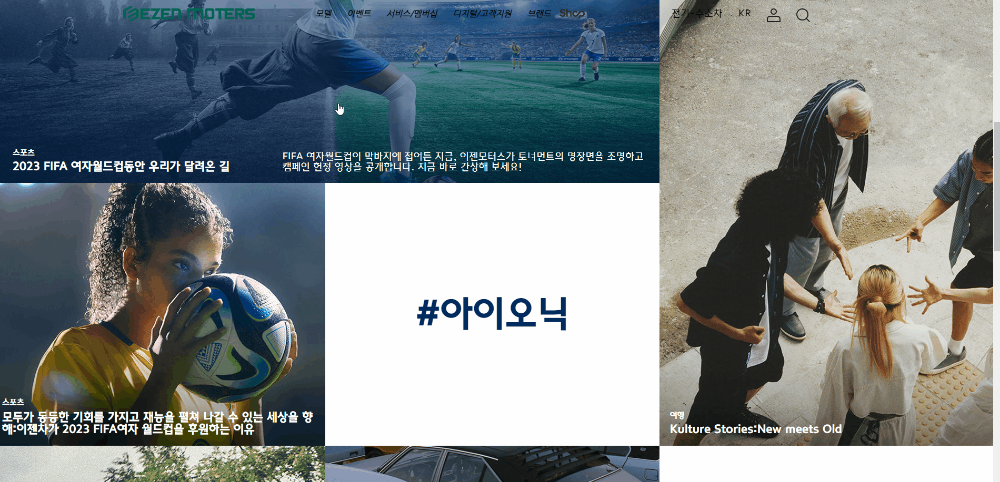 EZEN MOTERS
모델 이벤트 서비스/멤버십 디지털/고객지원 브랜드 Shop
전기-수소차 · KR
HYUNDAI
HYUNDAI
7
스포츠
2023 FIFA 여자월드컵동안 우리가 달려온 길
FIFA 여자월드컵이 막바지에 접어든 지금, 이젠모터스가 토너먼트의 명장면을 조명하고
캠페인 헌정 영상을 공개합니다. 지금 바로 간상해 보세요!
#아이오닉
스포츠
모두가 동등한 기회를 가지고 재능을 펼쳐 나갈 수 있는 세상을 향
해:이젠차가 2023 FIFA여자 월드컵을 후원하는 이유
여행
Kulture Stories:New meets Old